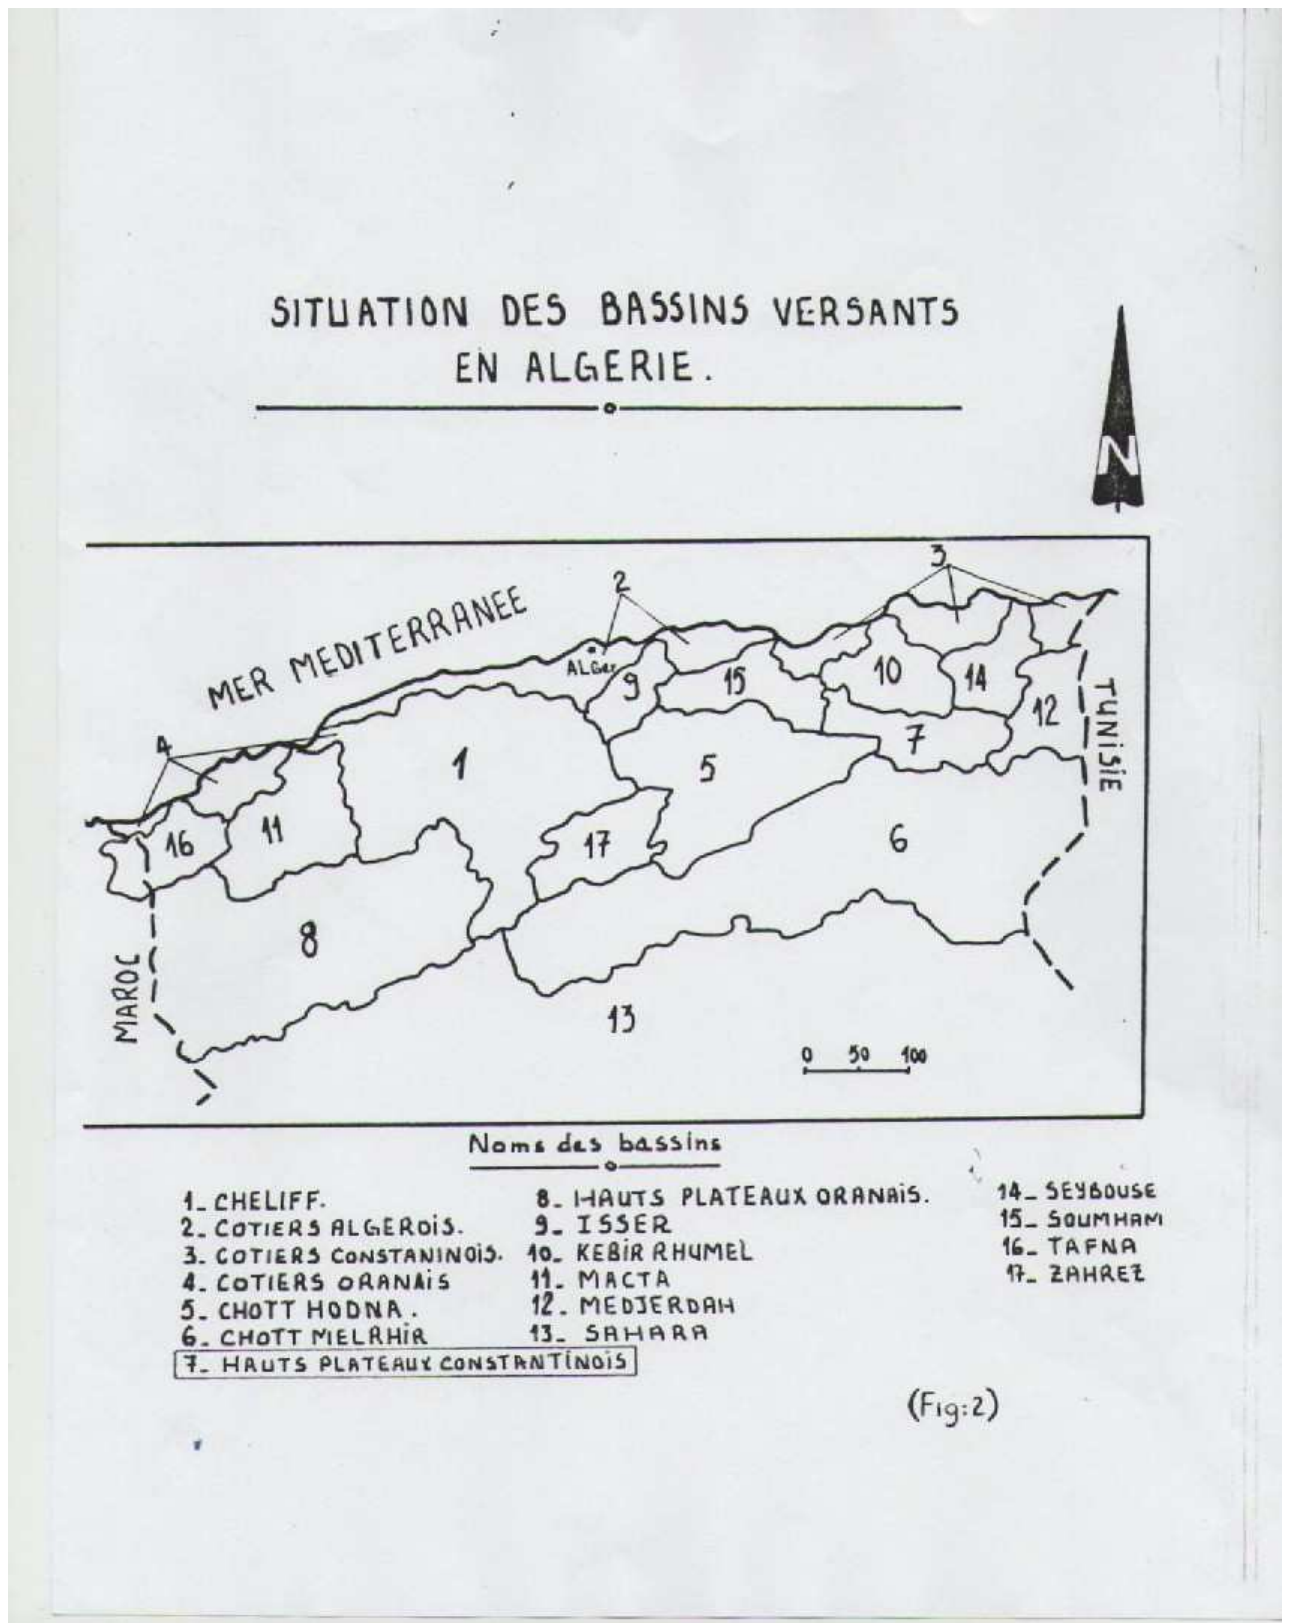 SITUATION DES BASSINS VERSANTS
EN ALGERIE.
N
3
2
MER MEDITERRANEE
ALGer
9
15
10
14
12
TUNISIE
7
4
1
5
16
11
17
6
8
MAROC
13
0 50 100
Noms des bassins
1_ CHELIFF.
2_ COTIERS ALGEROIS.
3_ COTIERS CONSTANINOIS.
4_ COTIERS ORANAIS
5_ CHOTT HODNA.
6_ CHOTT MELRHIR
7_ HAUTS PLATEAUX CONSTANTINOIS
8_ HAUTS PLATEAUX ORANAIS.
9_ ISSER
10_ KEBIR RHUMEL
11_ MACTA
12_ MEDJERDAH
13_ SAHARA
14_ SEYBOUSE
15_ SOUMHAM
16_ TAFNA
17_ ZAHREZ
(Fig:2)